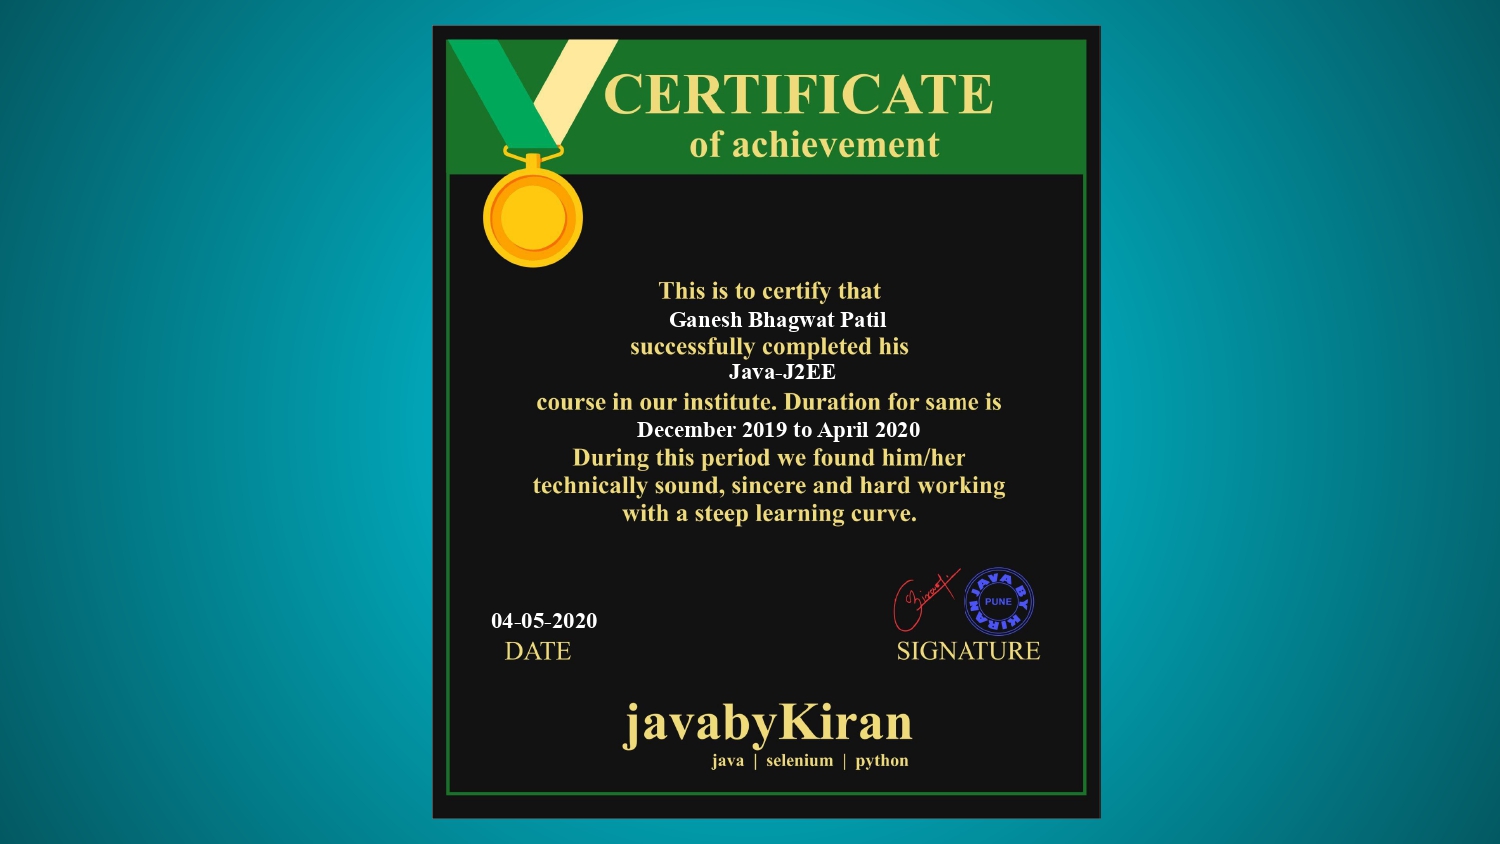 CERTIFICATE
of achievement
This is to certify that
Ganesh Bhagwat Patil
successfully completed his
Java-J2EE
course in our institute. Duration for same is
December 2019 to April 2020
During this period we found him/her
technically sound, sincere and hard working
with a steep learning curve.
JAVA BY KIRAN
PUNE
04-05-2020
DATE
SIGNATURE
javabyKiran
java | selenium | python